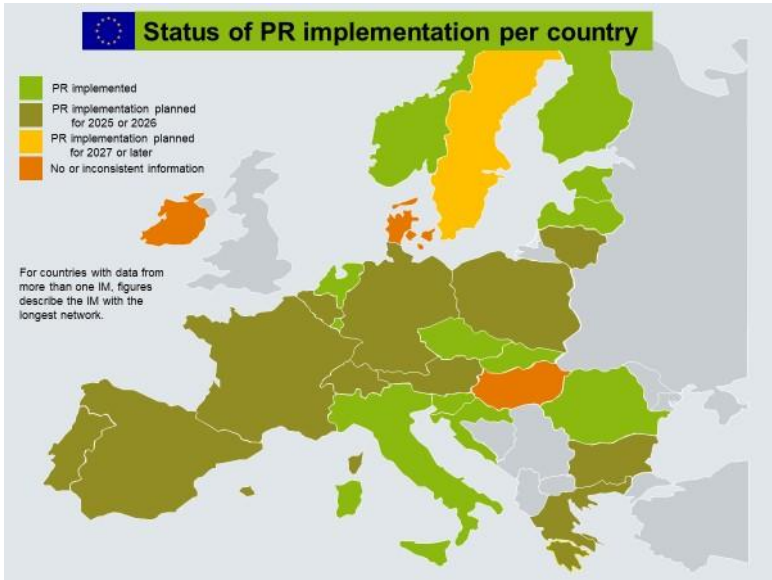 Status of PR implementation per country
PR implemented
PR implementation planned
for 2025 or 2026
PR implementation planned
for 2027 or later
No or inconsistent information
For countries with data from
more than one IM, figures
describe the IM with the
longest network.